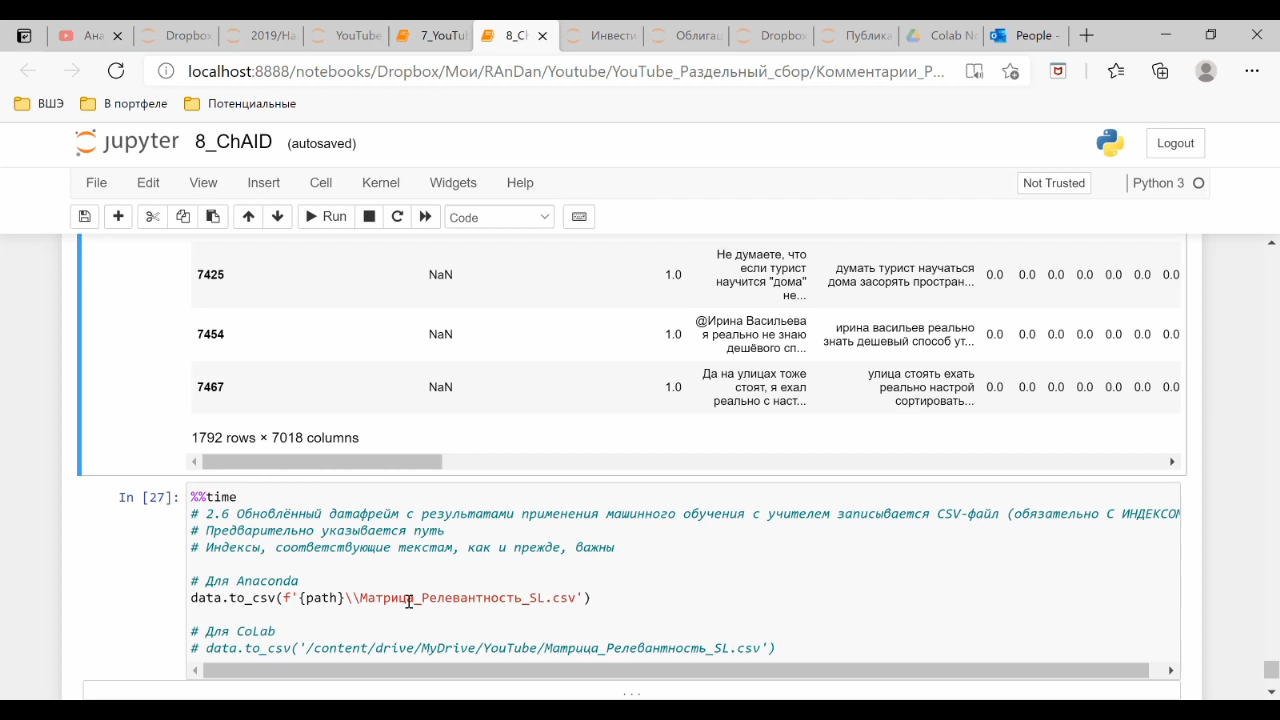 Ана
Dropbox
2019/На
YouTube
7_YouTu
8_Ch
Инвести
Облигац
Dropbox
Публика
Colab No
People -
localhost:8888/notebooks/Dropbox/Мои/RAnDan/Youtube/YouTube_Раздельный_сбор/Комментарии_Р...
ВШЭ
В портфеле
Потенциальные
jupyter 8_ChAID (autosaved)
Logout
File Edit View Insert Cell Kernel Widgets Help
Not Trusted
Python 3
Run
Code
7425 NaN 1.0 Не думаете, что если турист научится "дома" не... думать турист научаться дома засорять простран... 0.0 0.0 0.0 0.0 0.0 0.0 0.0
7454 NaN 1.0 @Ирина Васильева я реально не знаю дешёвого сп... ирина васильев реально знать дешевый способ ут... 0.0 0.0 0.0 0.0 0.0 0.0 0.0
7467 NaN 1.0 Да на улицах тоже стоят, я ехал реально с наст... улица стоять ехать реально настрой сортировать... 0.0 0.0 0.0 0.0 0.0 0.0 0.0
1792 rows × 7018 columns
In [27]: %%time
# 2.6 Обновлённый датафрейм с результатами применения машинного обучения с учителем записывается CSV-файл (обязательно С ИНДЕКСОМ
# Предварительно указывается путь
# Индексы, соответствующие текстам, как и прежде, важны
# Для Anaconda
data.to_csv(f'{path}\\Матрица_Релевантность_SL.csv')
# Для CoLab
# data.to_csv('/content/drive/MyDrive/YouTube/Матрица_Релевантность_SL.csv')
...